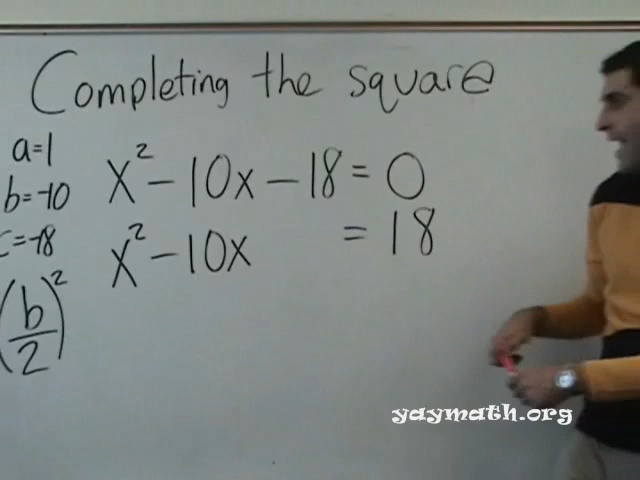 Completing the square
a=1
x² - 10x - 18 = 0
b=-10
c=-18
x² - 10x = 18
(b/2)²
yaymath.org